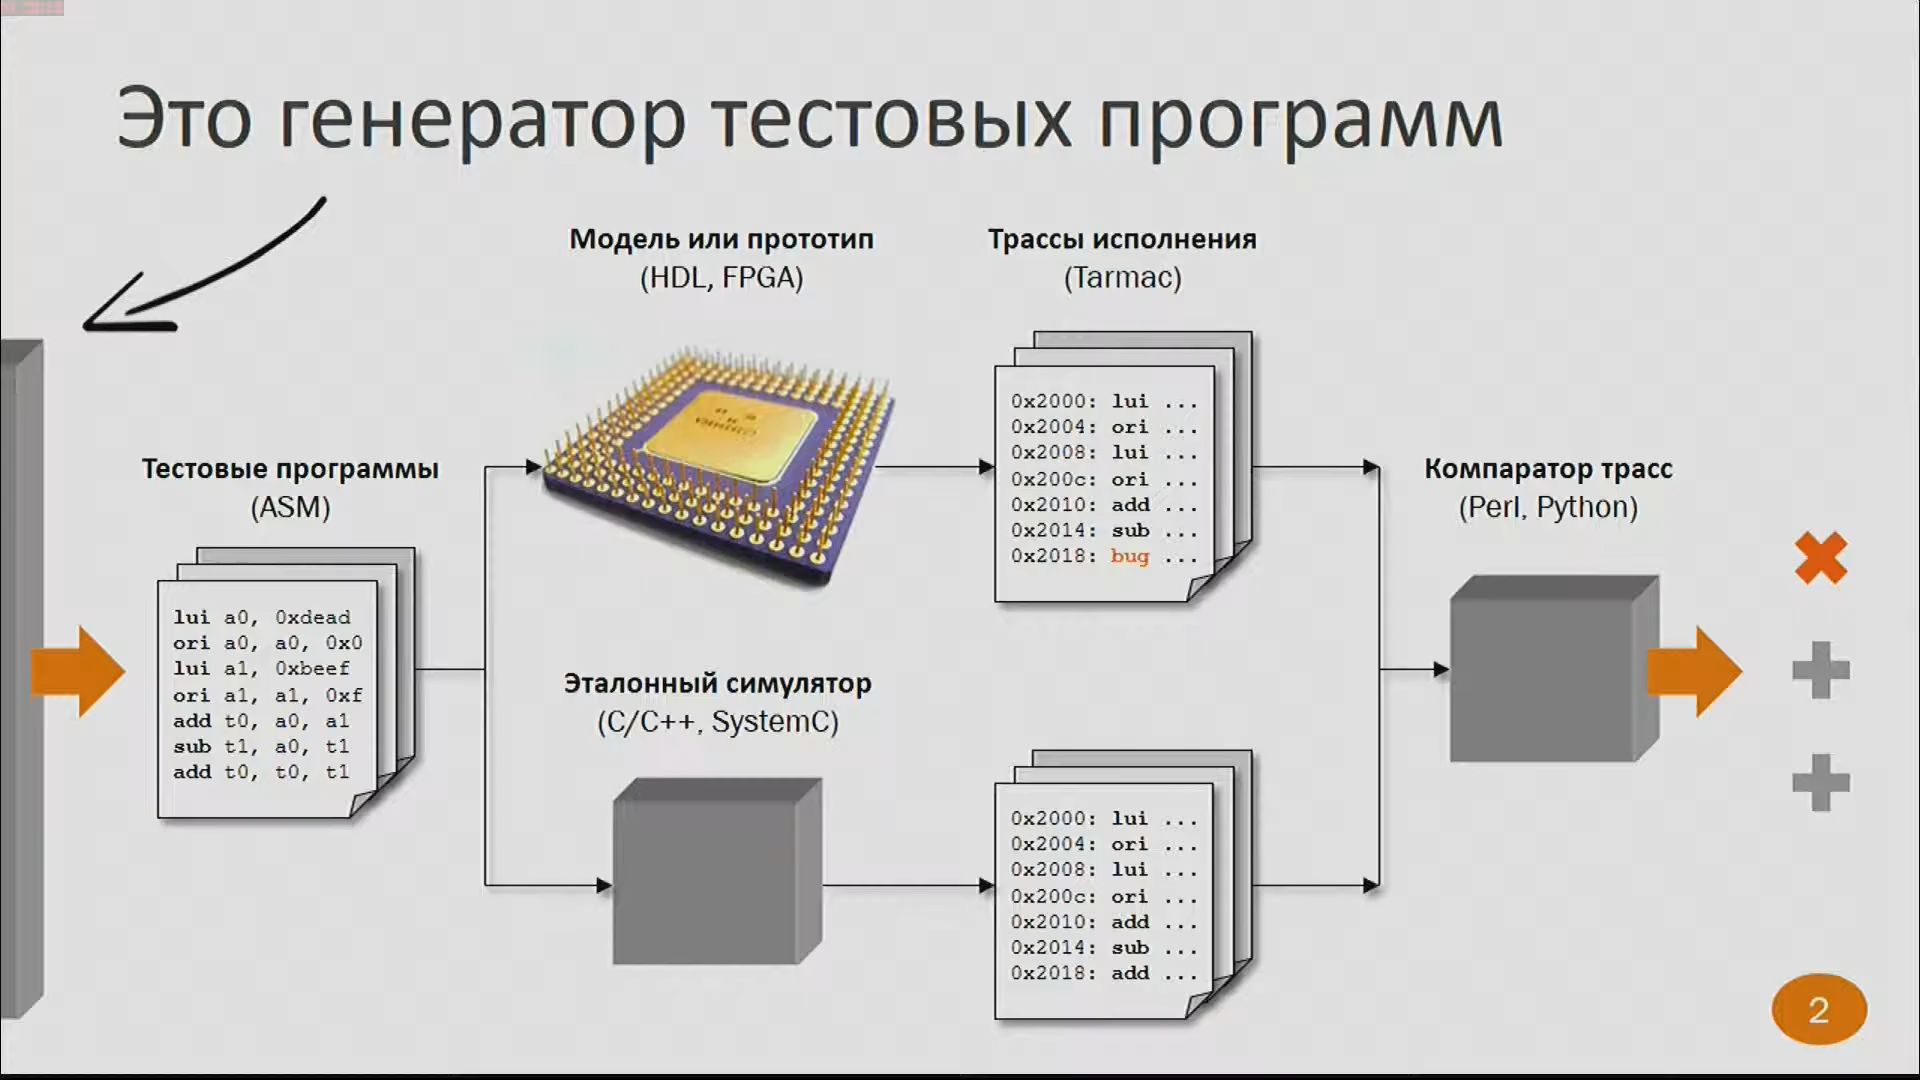 Это генератор тестовых программ
Модель или прототип
(HDL, FPGA)
Трассы исполнения
(Tarmac)
0x2000: lui ...
0x2004: ori ...
0x2008: lui ...
0x200c: ori ...
0x2010: add ...
0x2014: sub ...
0x2018: bug ...
Тестовые программы
(ASM)
lui a0, 0xdead
ori a0, a0, 0x0
lui a1, 0xbeef
ori a1, a1, 0xf
add t0, a0, a1
sub t1, a0, t1
add t0, t0, t1
Эталонный симулятор
(C/C++, SystemC)
0x2000: lui ...
0x2004: ori ...
0x2008: lui ...
0x200c: ori ...
0x2010: add ...
0x2014: sub ...
0x2018: add ...
Компаратор трасс
(Perl, Python)
2